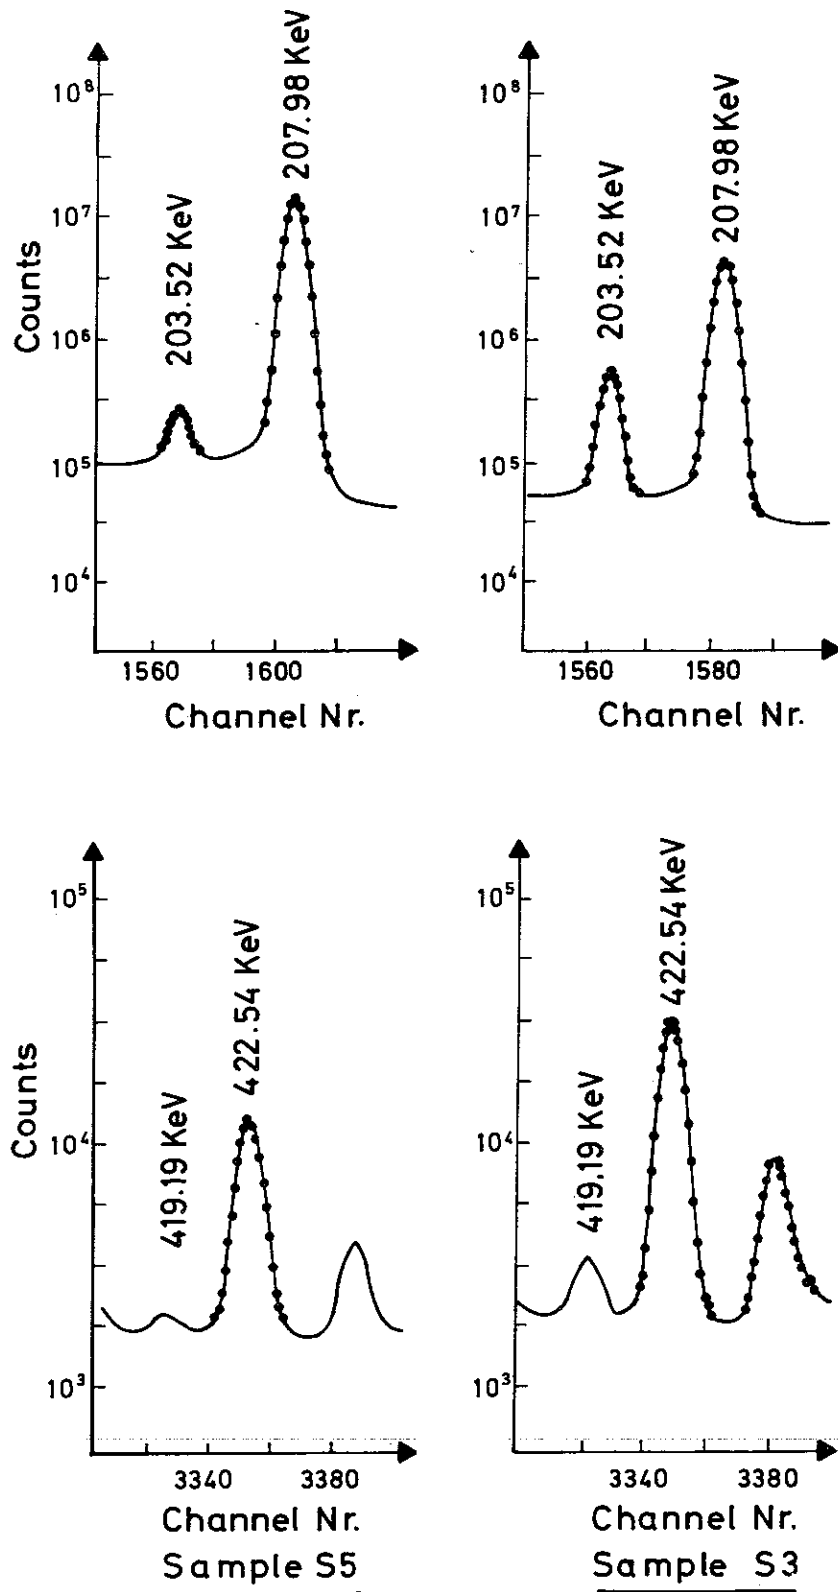 207.98 KeV
203.52 KeV
10⁸
10⁷
10⁶
10⁵
10⁴
Counts
1560 1600
Channel Nr.
207.98 KeV
203.52 KeV
10⁸
10⁷
10⁶
10⁵
10⁴
1560 1580
Channel Nr.
422.54 KeV
419.19 KeV
10⁵
10⁴
10³
Counts
3340 3380
Channel Nr.
Sample S5
422.54 KeV
419.19 KeV
10⁵
10⁴
10³
3340 3380
Channel Nr.
Sample S3